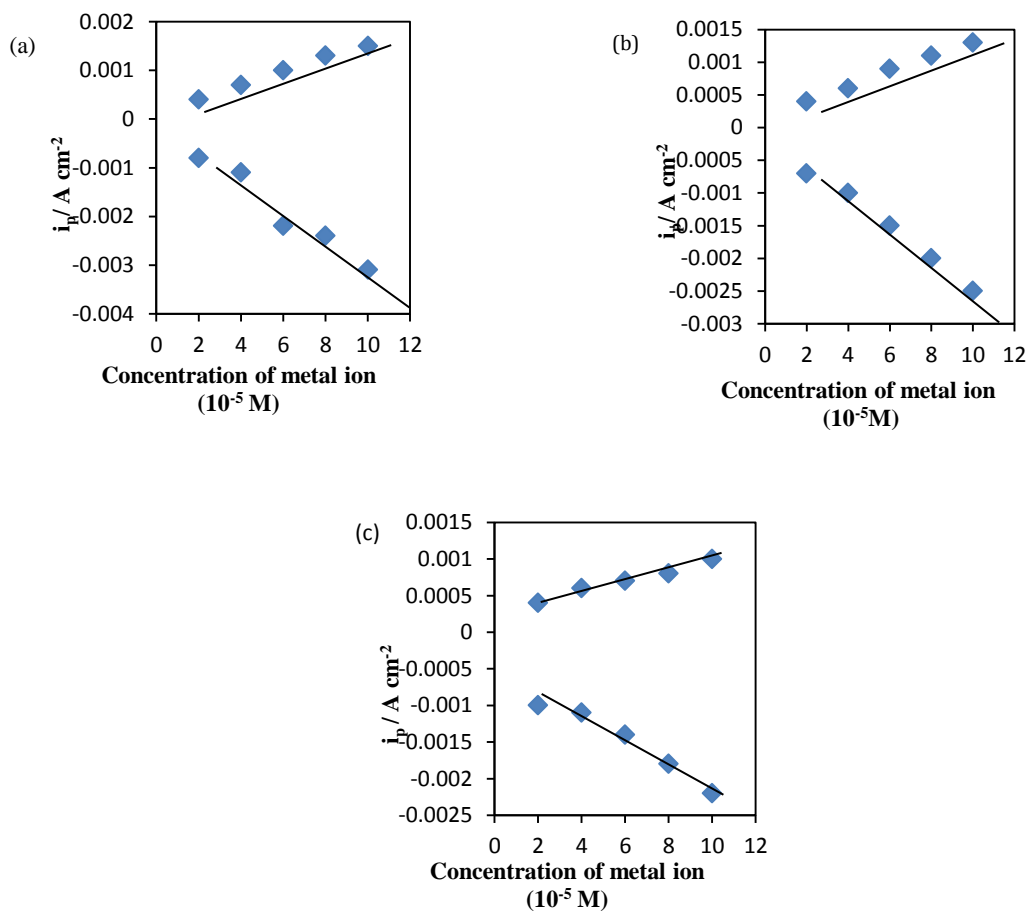 (a)
0.002
0.001
0
-0.001
-0.002
-0.003
-0.004
i_p/ A cm^-2
0 2 4 6 8 10 12
Concentration of metal ion
(10^-5 M)
(b)
0.0015
0.001
0.0005
0
-0.0005
-0.001
-0.0015
-0.002
-0.0025
-0.003
i_p/ A cm^-2
0 2 4 6 8 10 12
Concentration of metal ion
(10^-5M)
(c)
0.0015
0.001
0.0005
0
-0.0005
-0.001
-0.0015
-0.002
-0.0025
i_p / A cm^-2
0 2 4 6 8 10 12
Concentration of metal ion
(10^-5 M)